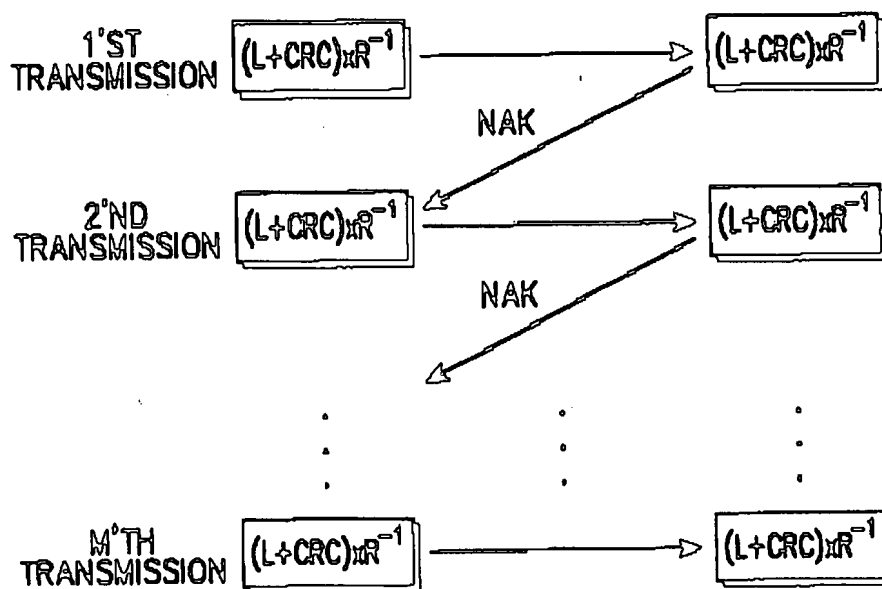 1'ST
TRANSMISSION
(L+CRC)xR⁻¹
(L+CRC)xR⁻¹
NAK
2'ND
TRANSMISSION
(L+CRC)xR⁻¹
(L+CRC)xR⁻¹
NAK
M'TH
TRANSMISSION
(L+CRC)xR⁻¹
(L+CRC)xR⁻¹